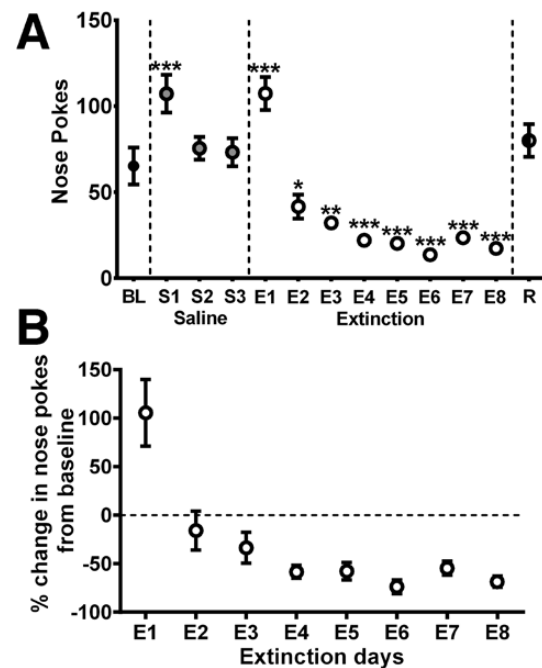 A
150
100
50
0
Nose Pokes
***
***
*
**
***
***
***
***
***
BL S1 S2 S3 E1 E2 E3 E4 E5 E6 E7 E8 R
Saline Extinction
B
150
100
50
0
-50
-100
% change in nose pokes
from baseline
E1 E2 E3 E4 E5 E6 E7 E8
Extinction days